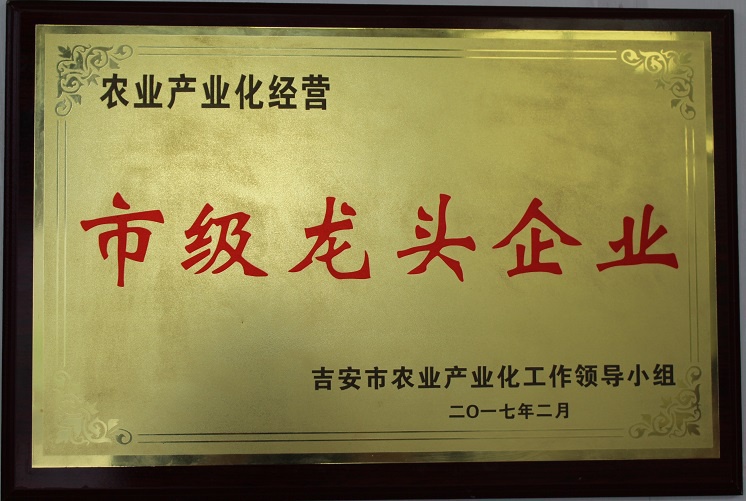 农业产业化经营
市级龙头企业
吉安市农业产业化工作领导小组
二〇一七年二月